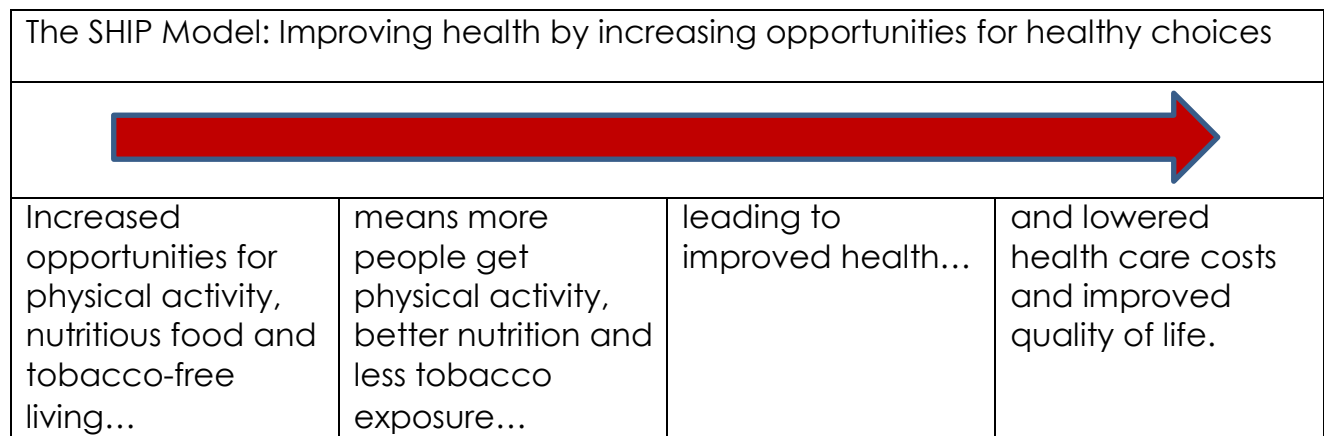 The SHIP Model: Improving health by increasing opportunities for healthy choices
Increased
opportunities for
physical activity,
nutritious food and
tobacco-free
living…
means more
people get
physical activity,
better nutrition and
less tobacco
exposure…
leading to
improved health…
and lowered
health care costs
and improved
quality of life.